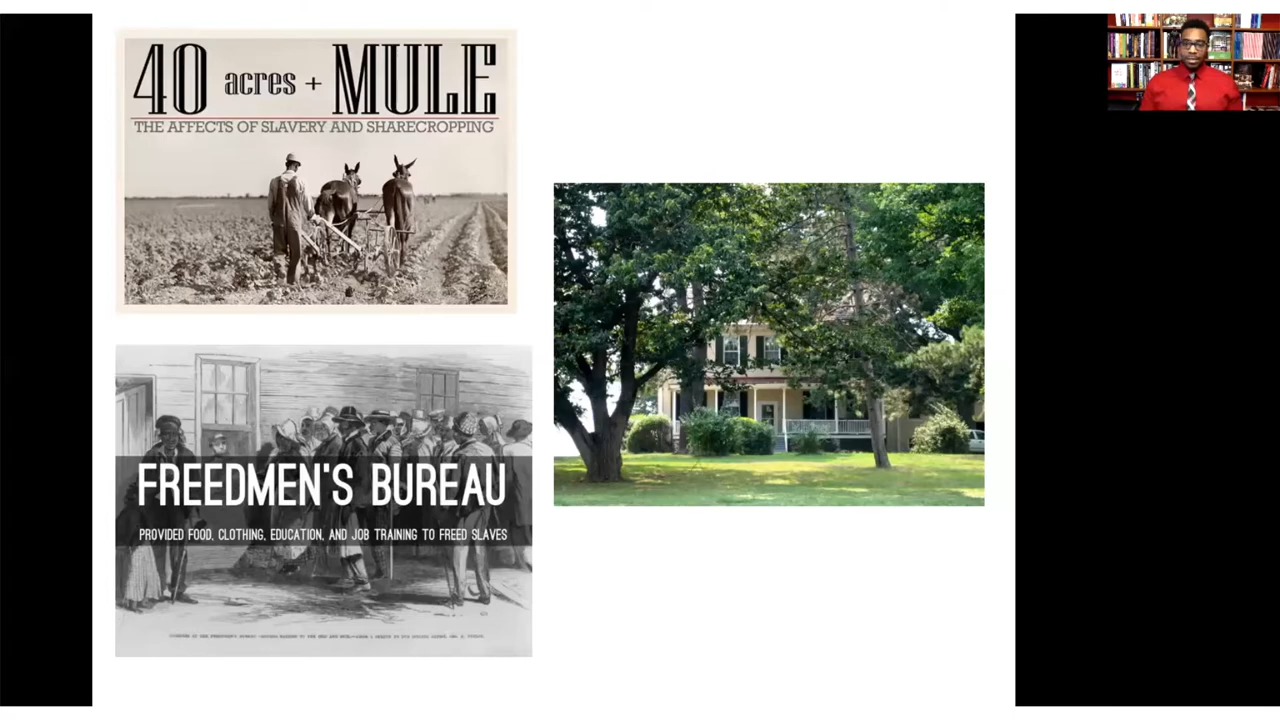 40 acres + MULE
THE AFFECTS OF SLAVERY AND SHARECROPPING
FREEDMEN'S BUREAU
PROVIDED FOOD, CLOTHING, EDUCATION, AND JOB TRAINING TO FREED SLAVES